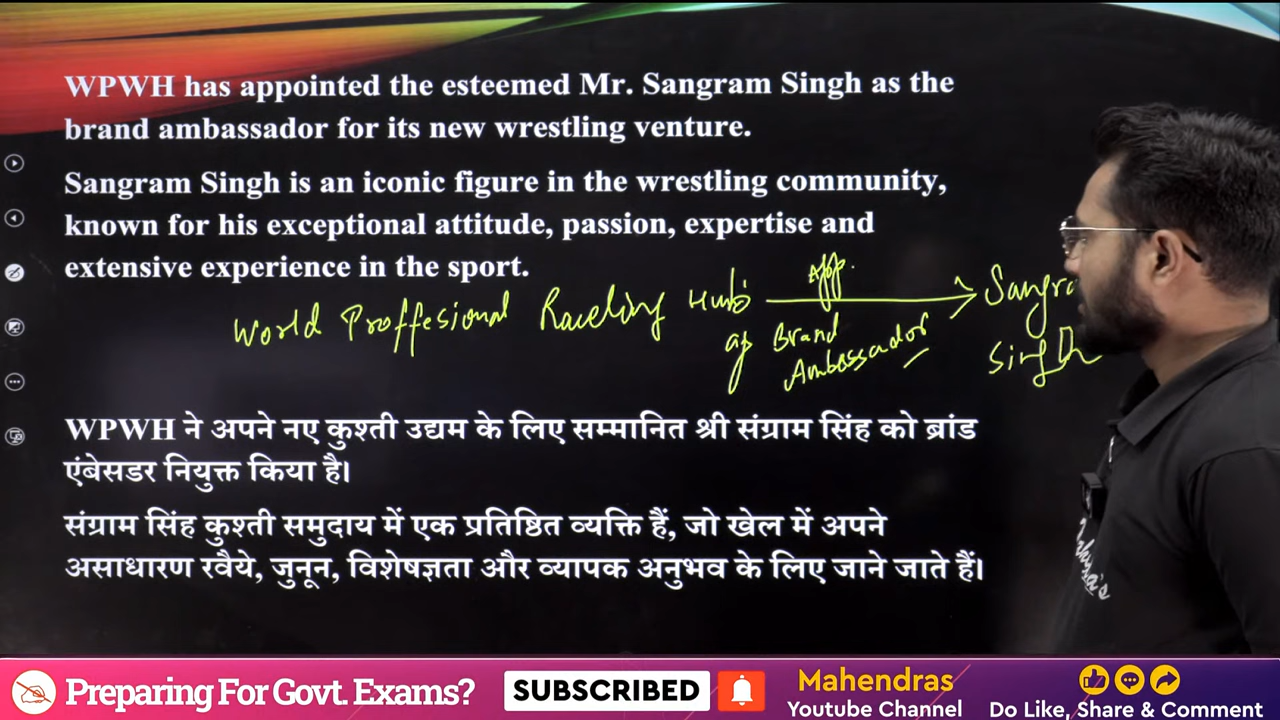 WPWH has appointed the esteemed Mr. Sangram Singh as the
brand ambassador for its new wrestling venture.
Sangram Singh is an iconic figure in the wrestling community,
known for his exceptional attitude, passion, expertise and
extensive experience in the sport.
World Proffesional Hub
App.
Brand
Ambassador
Singh
WPWH ने अपने नए कुश्ती उद्यम के लिए सम्मानित श्री संग्राम सिंह को ब्रांड
एंबेसडर नियुक्त किया है।
संग्राम सिंह कुश्ती समुदाय में एक प्रतिष्ठित व्यक्ति हैं, जो खेल में अपने
असाधारण रवैये, जुनून, विशेषज्ञता और व्यापक अनुभव के लिए जाने जाते हैं।
Preparing For Govt. Exams?
SUBSCRIBED
Mahendras
Youtube Channel
Do Like, Share & Comment